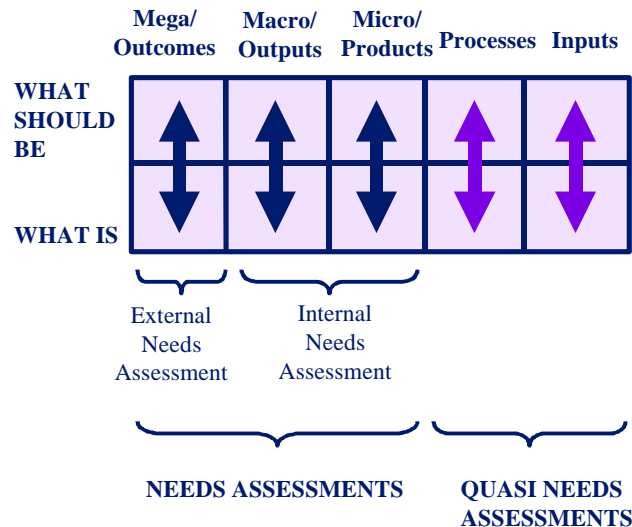 Mega/
Outcomes
Macro/
Outputs
Micro/
Products
Processes
Inputs
WHAT
SHOULD
BE
WHAT IS
External
Needs
Assessment
Internal
Needs
Assessment
NEEDS ASSESSMENTS
QUASI NEEDS
ASSESSMENTS